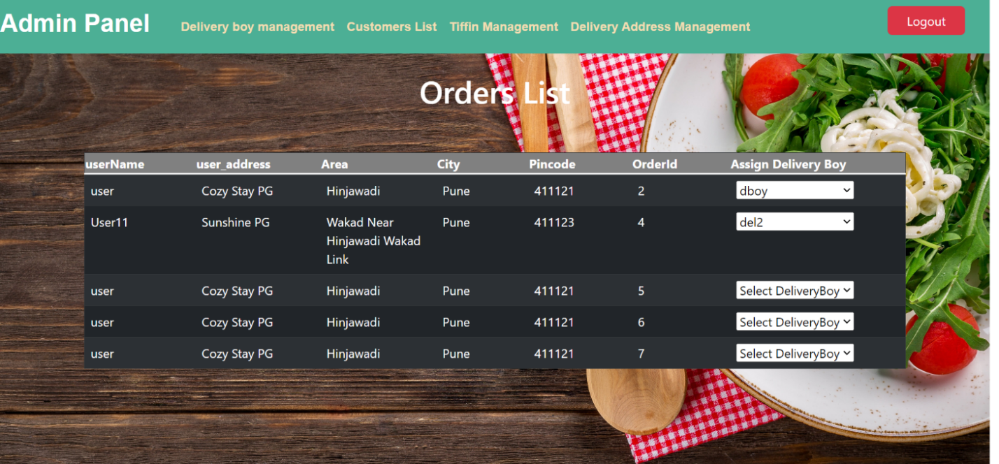 Admin Panel Delivery boy management Customers List Tiffin Management Delivery Address Management Logout
Orders List
userName user_address Area City Pincode OrderId Assign Delivery Boy
user Cozy Stay PG Hinjawadi Pune 411121 2 dboy
User11 Sunshine PG Wakad Near Pune 411123 4 del2
Hinjawadi Wakad
Link
user Cozy Stay PG Hinjawadi Pune 411121 5 Select DeliveryBoy
user Cozy Stay PG Hinjawadi Pune 411121 6 Select DeliveryBoy
user Cozy Stay PG Hinjawadi Pune 411121 7 Select DeliveryBoy